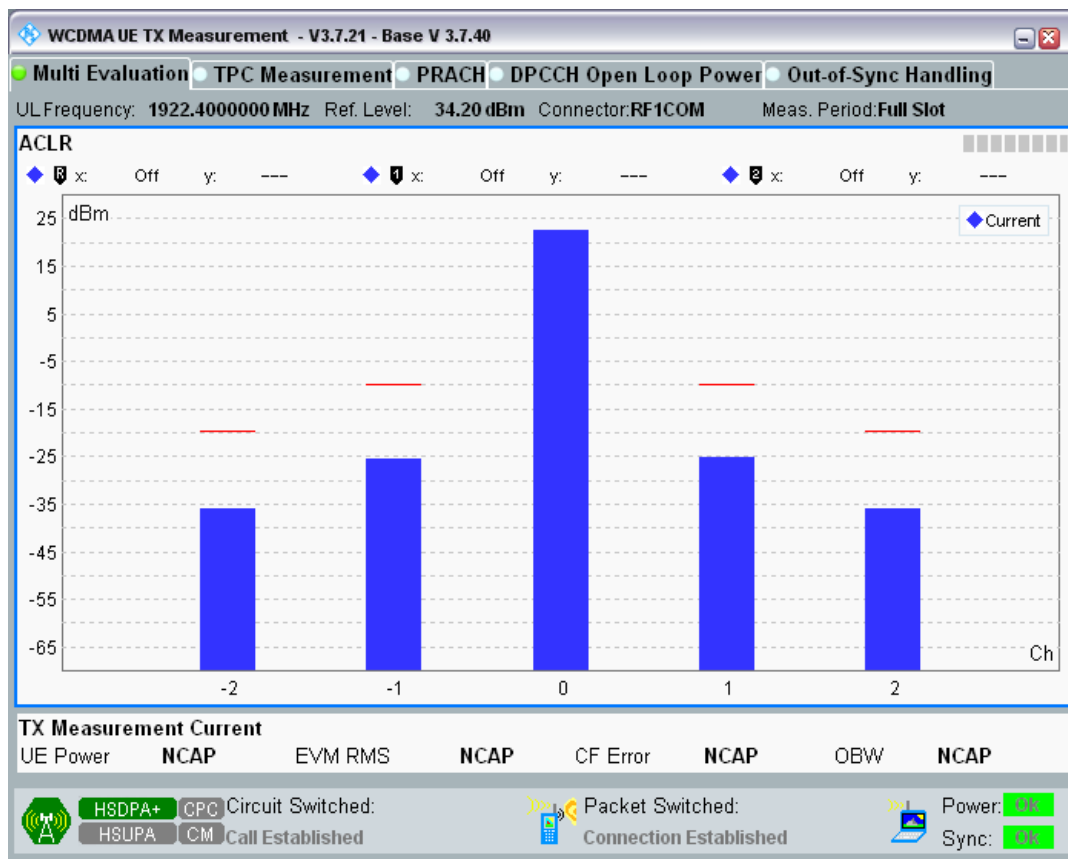 WCDMA UE TX Measurement - V3.7.21 - Base V 3.7.40
Multi Evaluation TPC Measurement PRACH DPCCH Open Loop Power Out-of-Sync Handling
UL Frequency: 1922.4000000 MHz Ref. Level: 34.20 dBm Connector:RF1COM Meas. Period:Full Slot
ACLR
R x: Off y: --- 1 x: Off y: --- 2 x: Off y: ---
dBm
Current
25
15
5
-5
-15
-25
-35
-45
-55
-65
Ch
-2 -1 0 1 2
TX Measurement Current
UE Power NCAP EVM RMS NCAP CF Error NCAP OBW NCAP
HSDPA+ CPC Circuit Switched: Packet Switched: Power: OK
HSUPA CM Call Established Connection Established Sync: OK